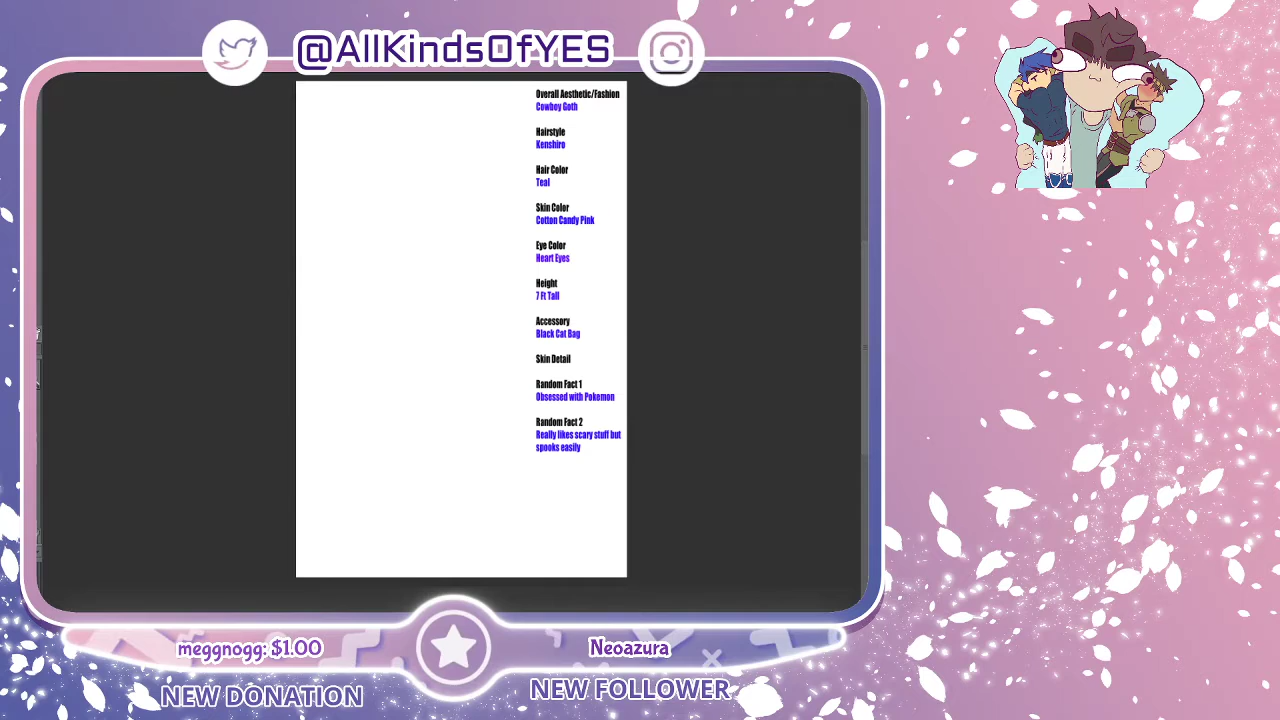 @AllKindsOfYES
Overall Aesthetic/Fashion
Cowboy Goth
Hairstyle
Kenshiro
Hair Color
Teal
Skin Color
Cotton Candy Pink
Eye Color
Heart Eyes
Height
7 Ft Tall
Accessory
Black Cat Bag
Skin Detail
Random Fact 1
Obsessed with Pokemon
Random Fact 2
Really likes scary stuff but
spooks easily
meggnogg: $1.00
Neoazura
NEW DONATION
NEW FOLLOWER